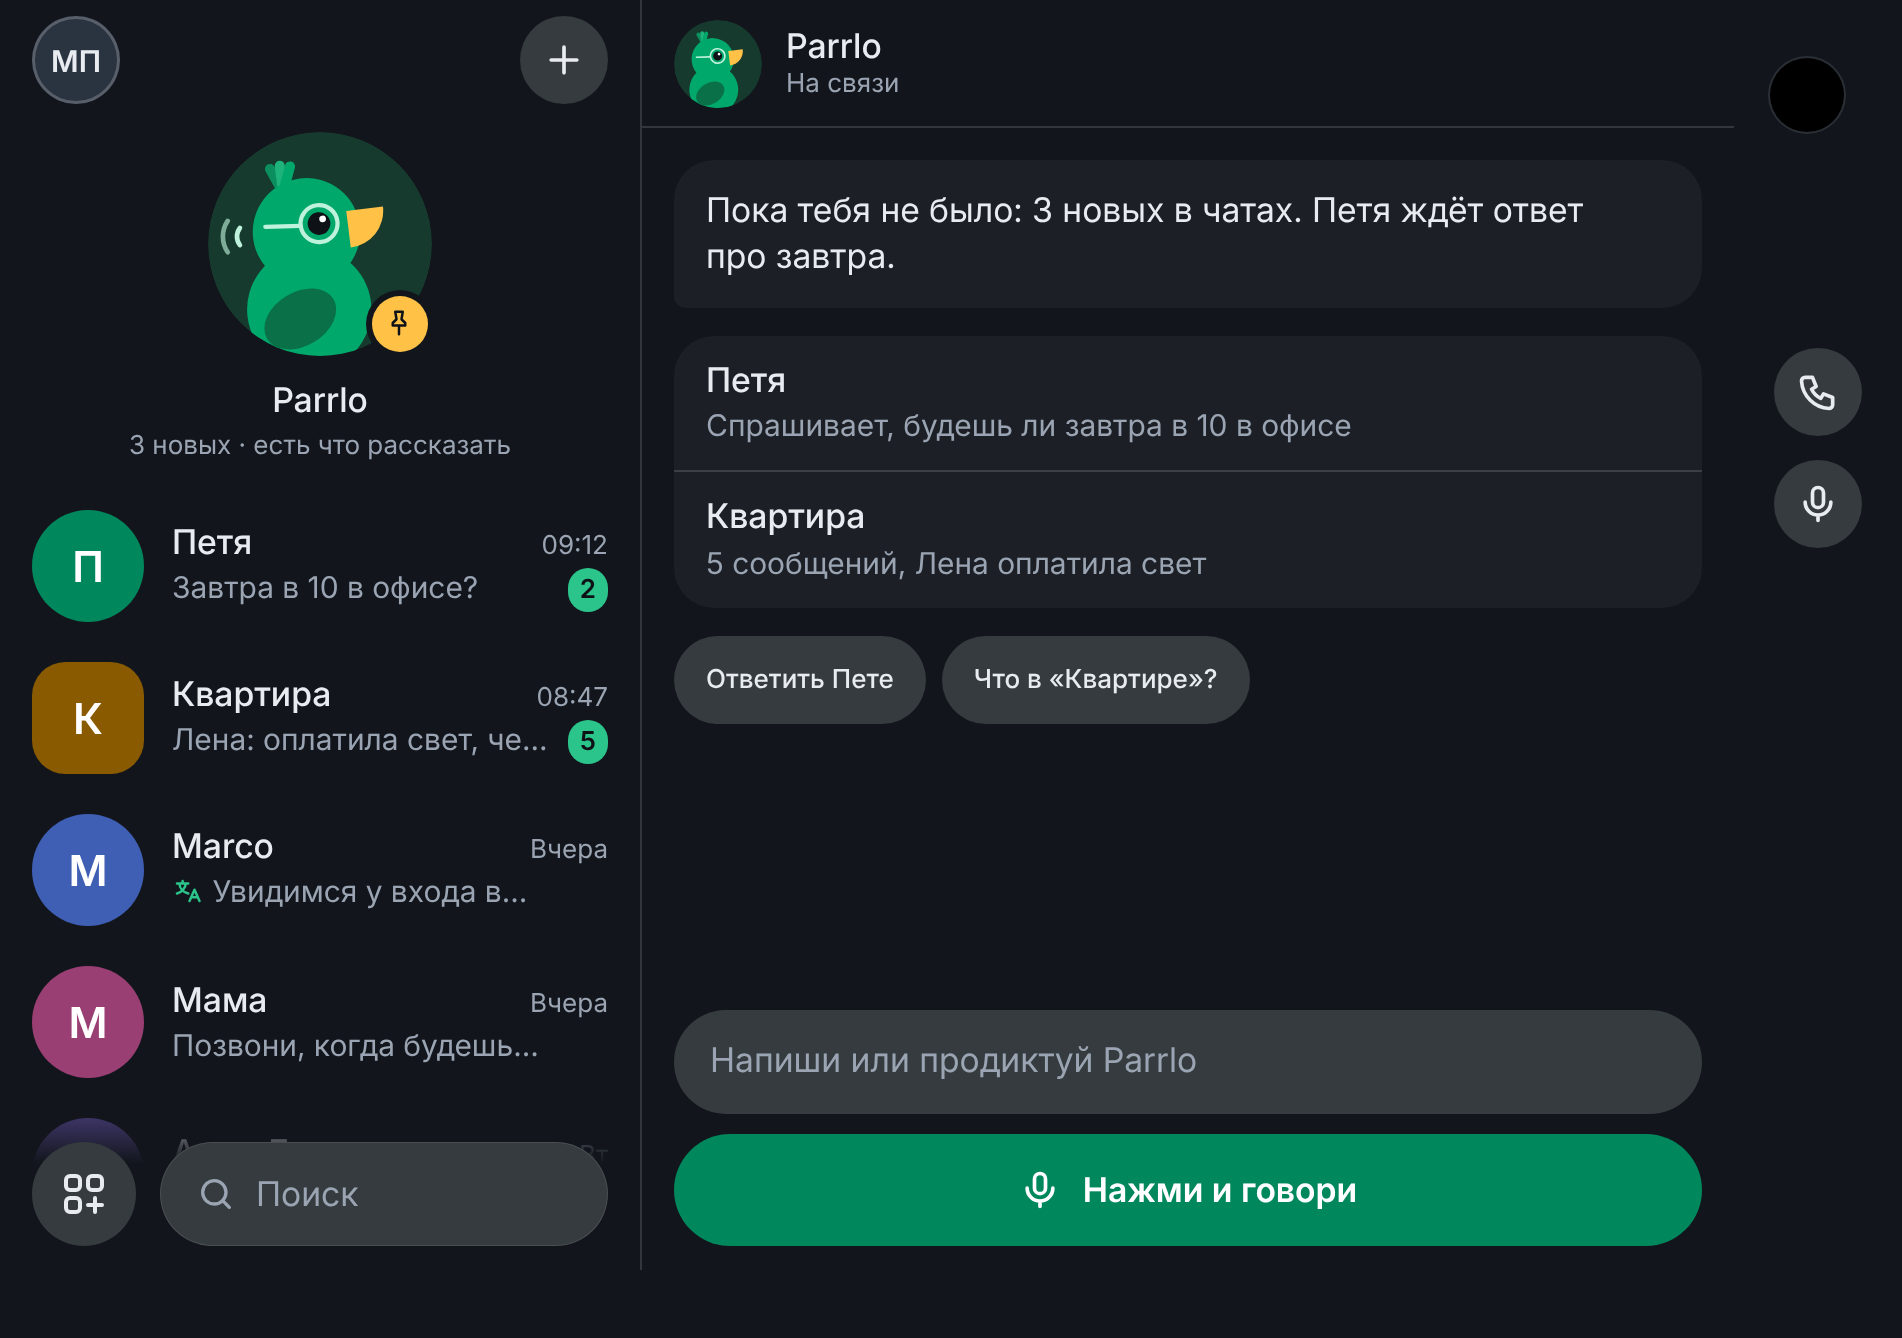 МП
Parrlo
3 новых · есть что рассказать
П
Петя
09:12
Завтра в 10 в офисе?
2
К
Квартира
08:47
Лена: оплатила свет, че...
5
M
Marco
Вчера
Увидимся у входа в...
М
Мама
Вчера
Позвони, когда будешь...
Вт
Поиск
Parrlo
На связи
Пока тебя не было: 3 новых в чатах. Петя ждёт ответ
про завтра.
Петя
Спрашивает, будешь ли завтра в 10 в офисе
Квартира
5 сообщений, Лена оплатила свет
Ответить Пете
Что в «Квартире»?
Напиши или продиктуй Parrlo
Нажми и говори